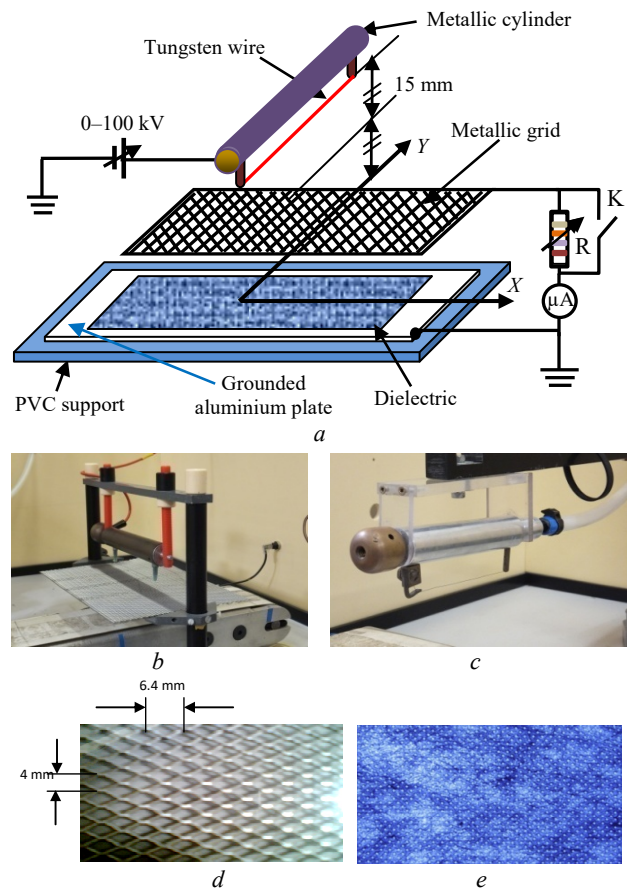 Metallic cylinder
Tungsten wire
15 mm
0–100 kV
Metallic grid
Y
K
R
X
µA
Grounded
aluminium plate
Dielectric
PVC support
a
b
c
6.4 mm
4 mm
d
e